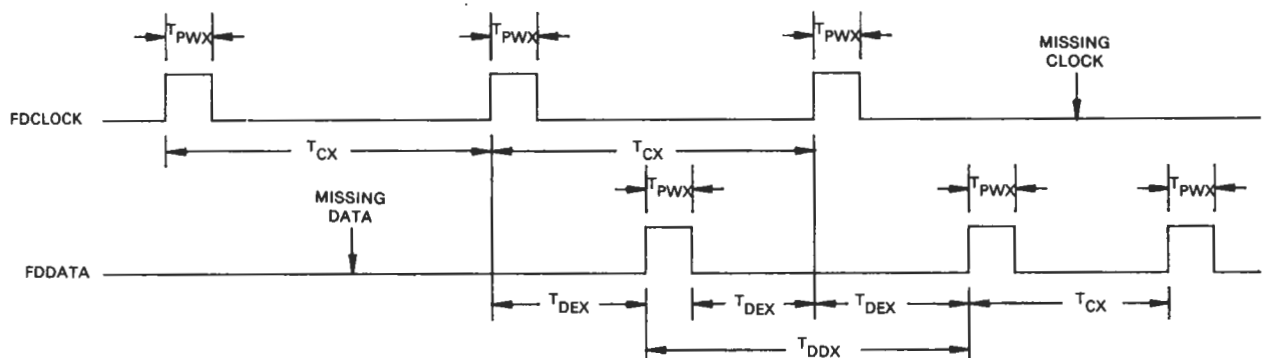 TPWX TPWX TPWX
MISSING
CLOCK
FDCLOCK
TCX TCX
TPWX TPWX TPWX
MISSING
DATA
FDDATA
TDEX TDEX TDEX TCX
TDDX